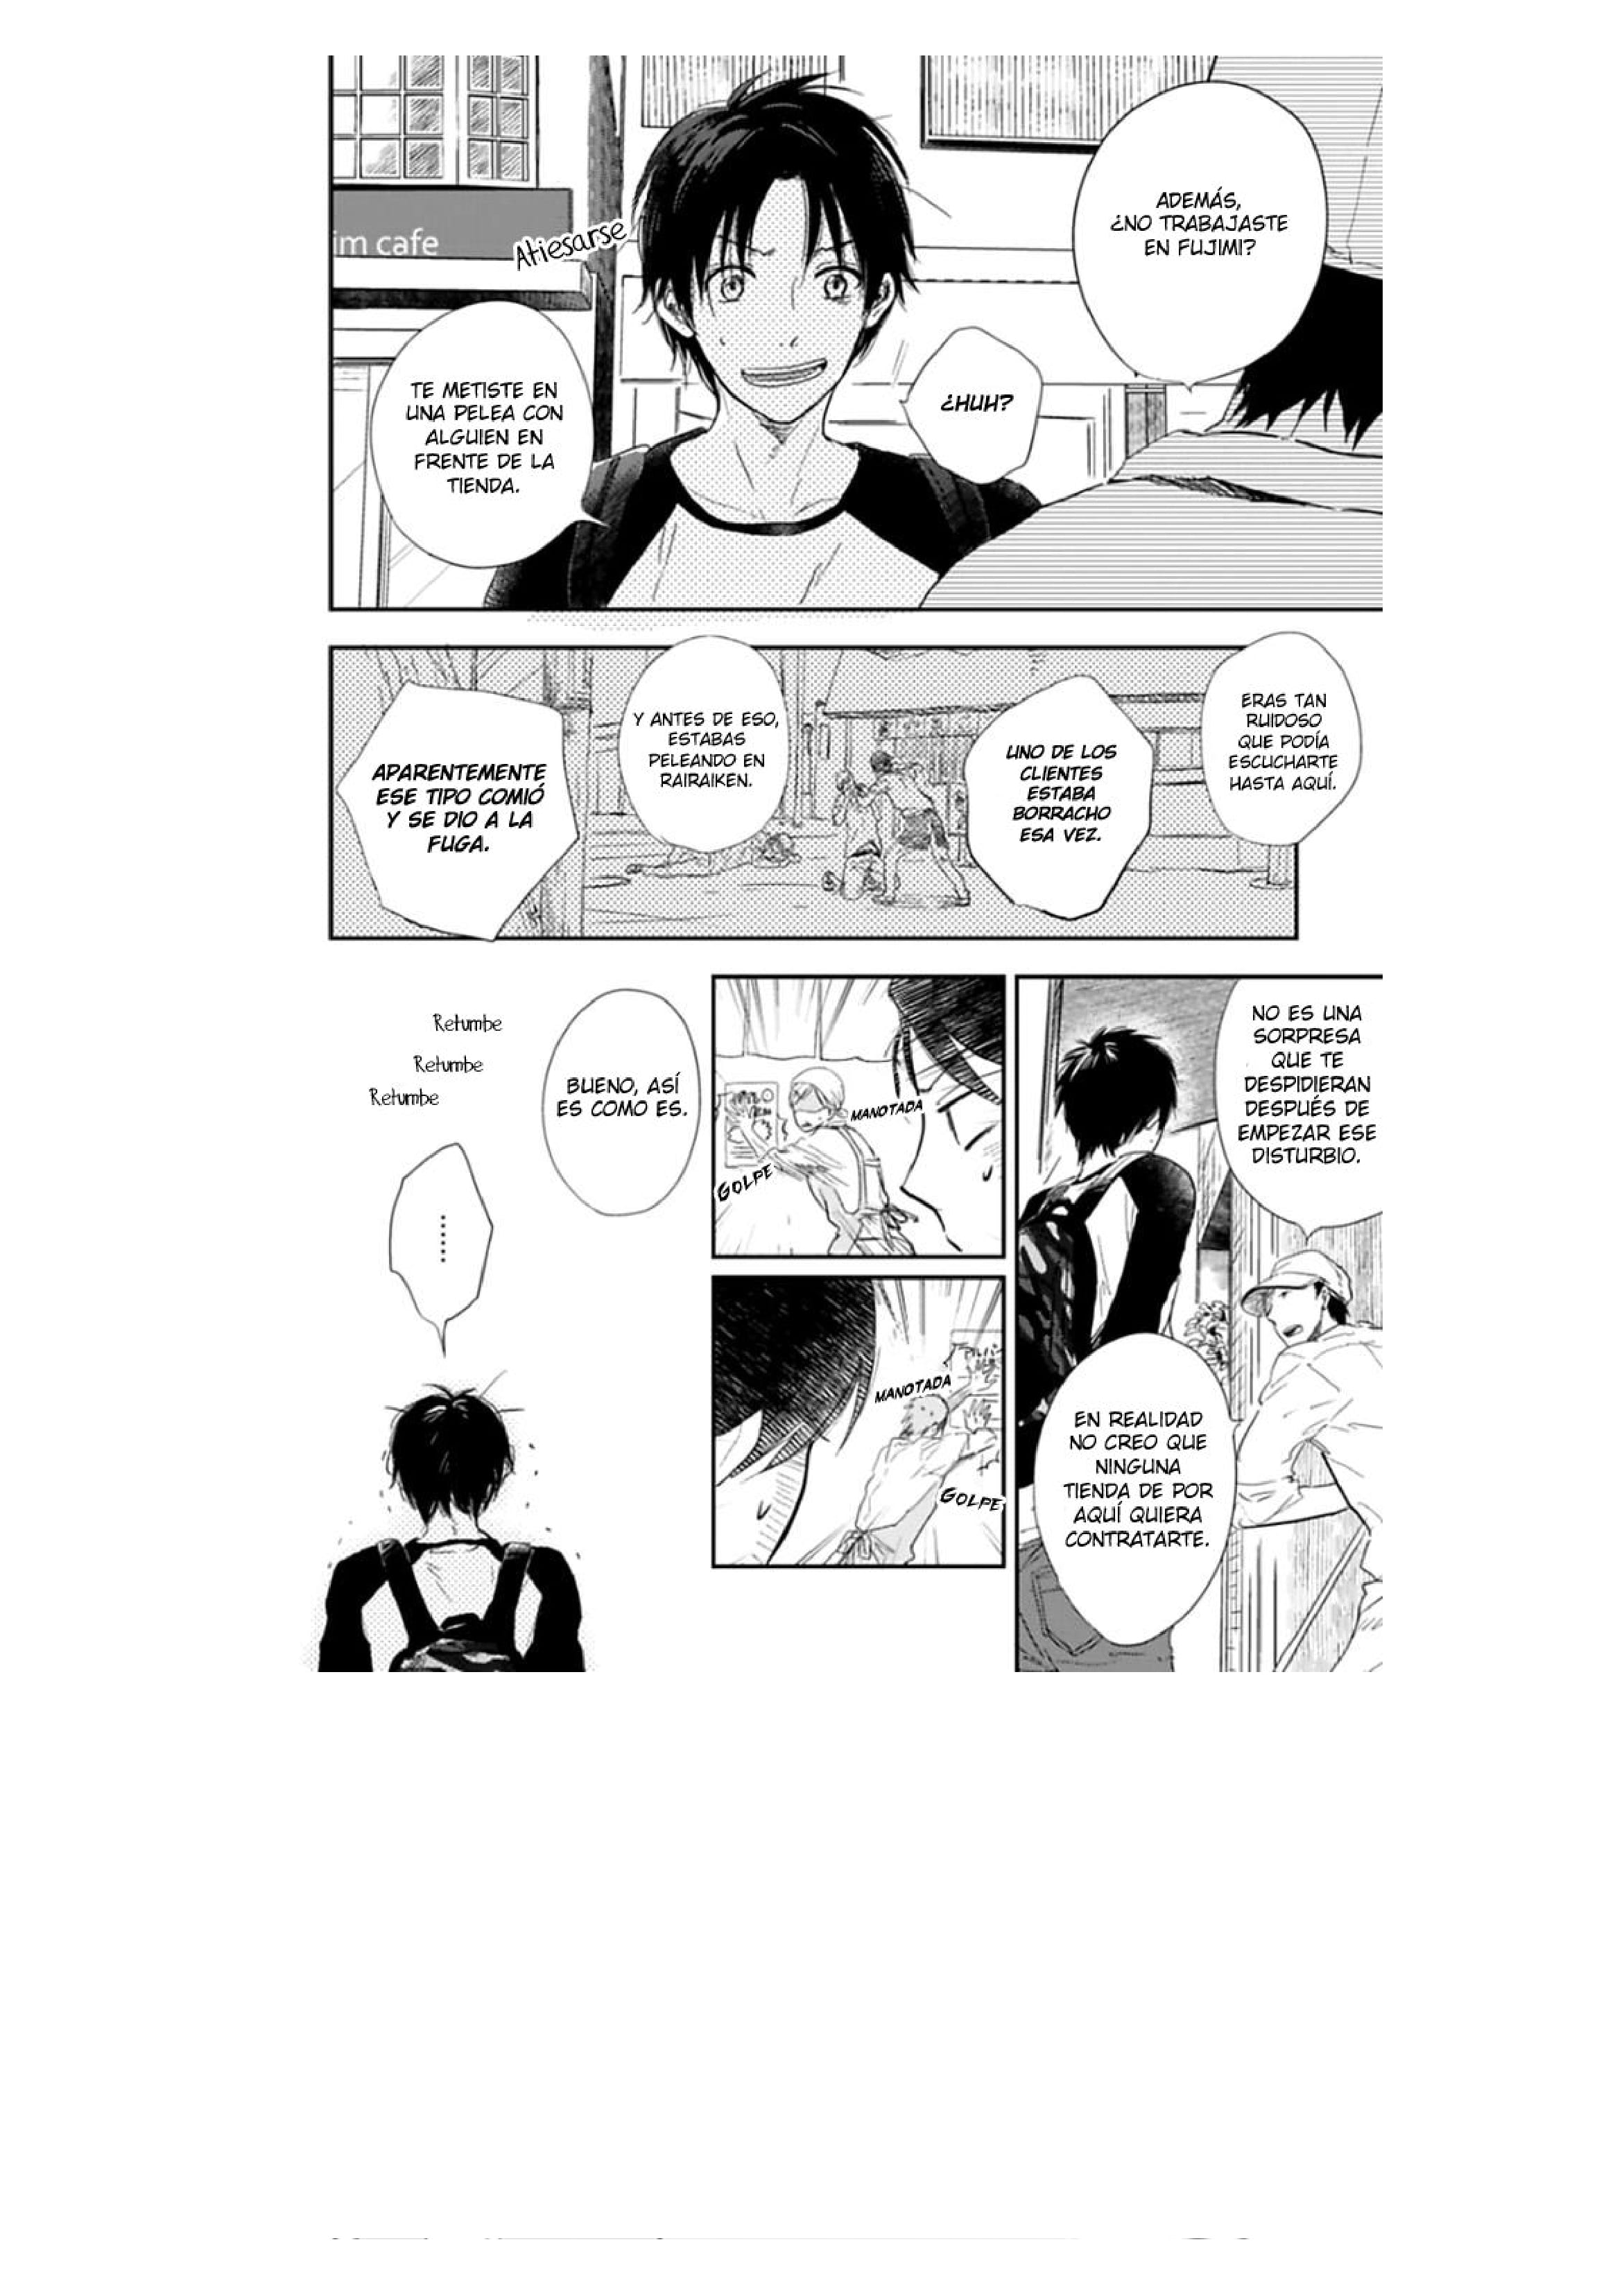 ADEMÁS,
¿NO TRABAJASTE
EN FUJIMI?
¿HUH?
Atiesarse
im cafe
TE METISTE EN
UNA PELEA CON
ALGUIEN EN
FRENTE DE LA
TIENDA.
ERAS TAN
RUIDOSO
QUE PODÍA
ESCUCHARTE
HASTA AQUÍ.
UNO DE LOS
CLIENTES
ESTABA
BORRACHO
ESA VEZ.
Y ANTES DE ESO,
ESTABAS
PELEANDO EN
RAIRAIKEN.
APARENTEMENTE
ESE TIPO COMIÓ
Y SE DIO A LA
FUGA.
NO ES UNA
SORPRESA
QUE TE
DESPIDIERAN
DESPUÉS DE
EMPEZAR ESE
DISTURBIO.
EN REALIDAD
NO CREO QUE
NINGUNA
TIENDA DE POR
AQUÍ QUIERA
CONTRATARTE.
MANOTADA
GOLPE
MANOTADA
GOLPE
BUENO, ASÍ
ES COMO ES.
Retumbe
Retumbe
Retumbe
......